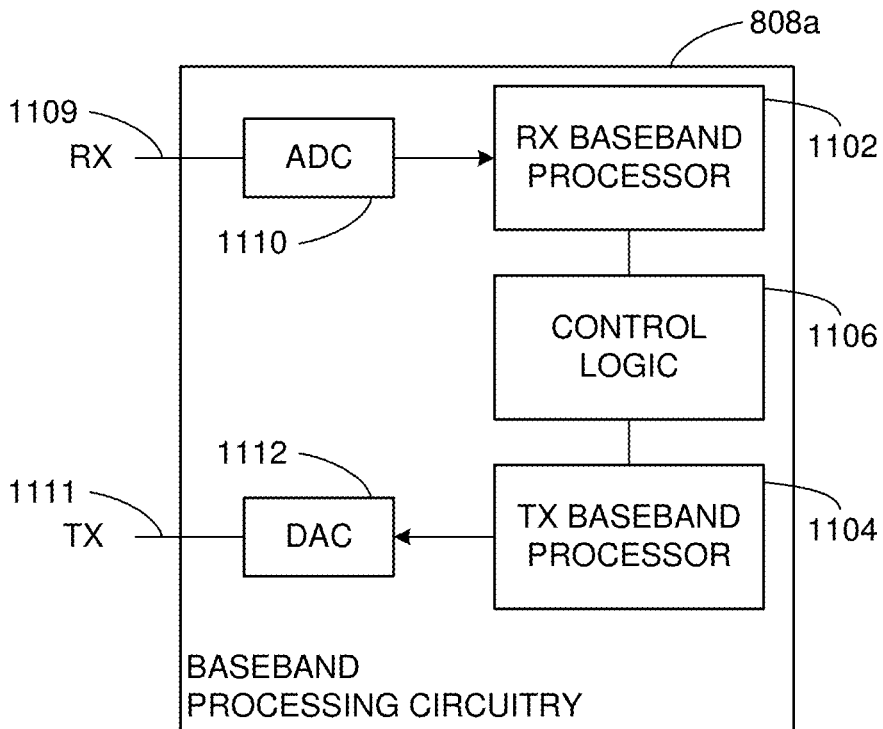 808a
1109
RX
ADC
1110
RX BASEBAND
PROCESSOR
1102
CONTROL
LOGIC
1106
1112
1111
TX
DAC
TX BASEBAND
PROCESSOR
1104
BASEBAND
PROCESSING CIRCUITRY